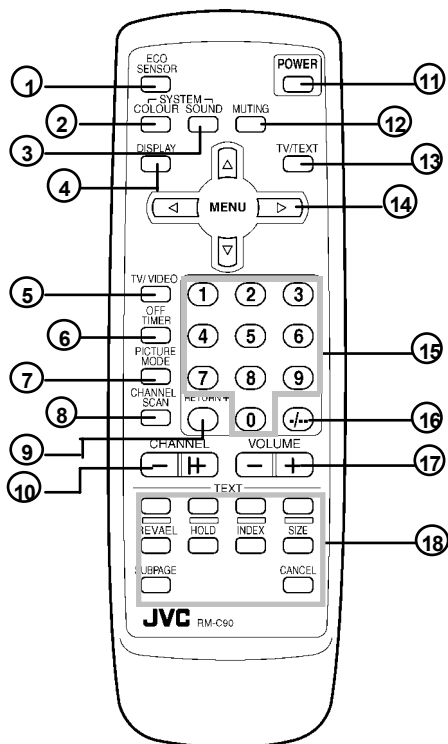 ECO
SENSOR
POWER
1
11
SYSTEM
COLOUR SOUND MUTING
2
12
3
DISPLAY TV/TEXT
13
4
MENU
14
TV/VIDEO
5
1 2 3
OFF
TIMER
6
4 5 6
15
PICTURE
MODE
7
7 8 9
CHANNEL
SCAN
8
RETURN +
0 -/--
16
9
CHANNEL VOLUME
10
− + − +
17
TEXT
REVAEL HOLD INDEX SIZE
18
SUBPAGE CANCEL
JVC RM-C90